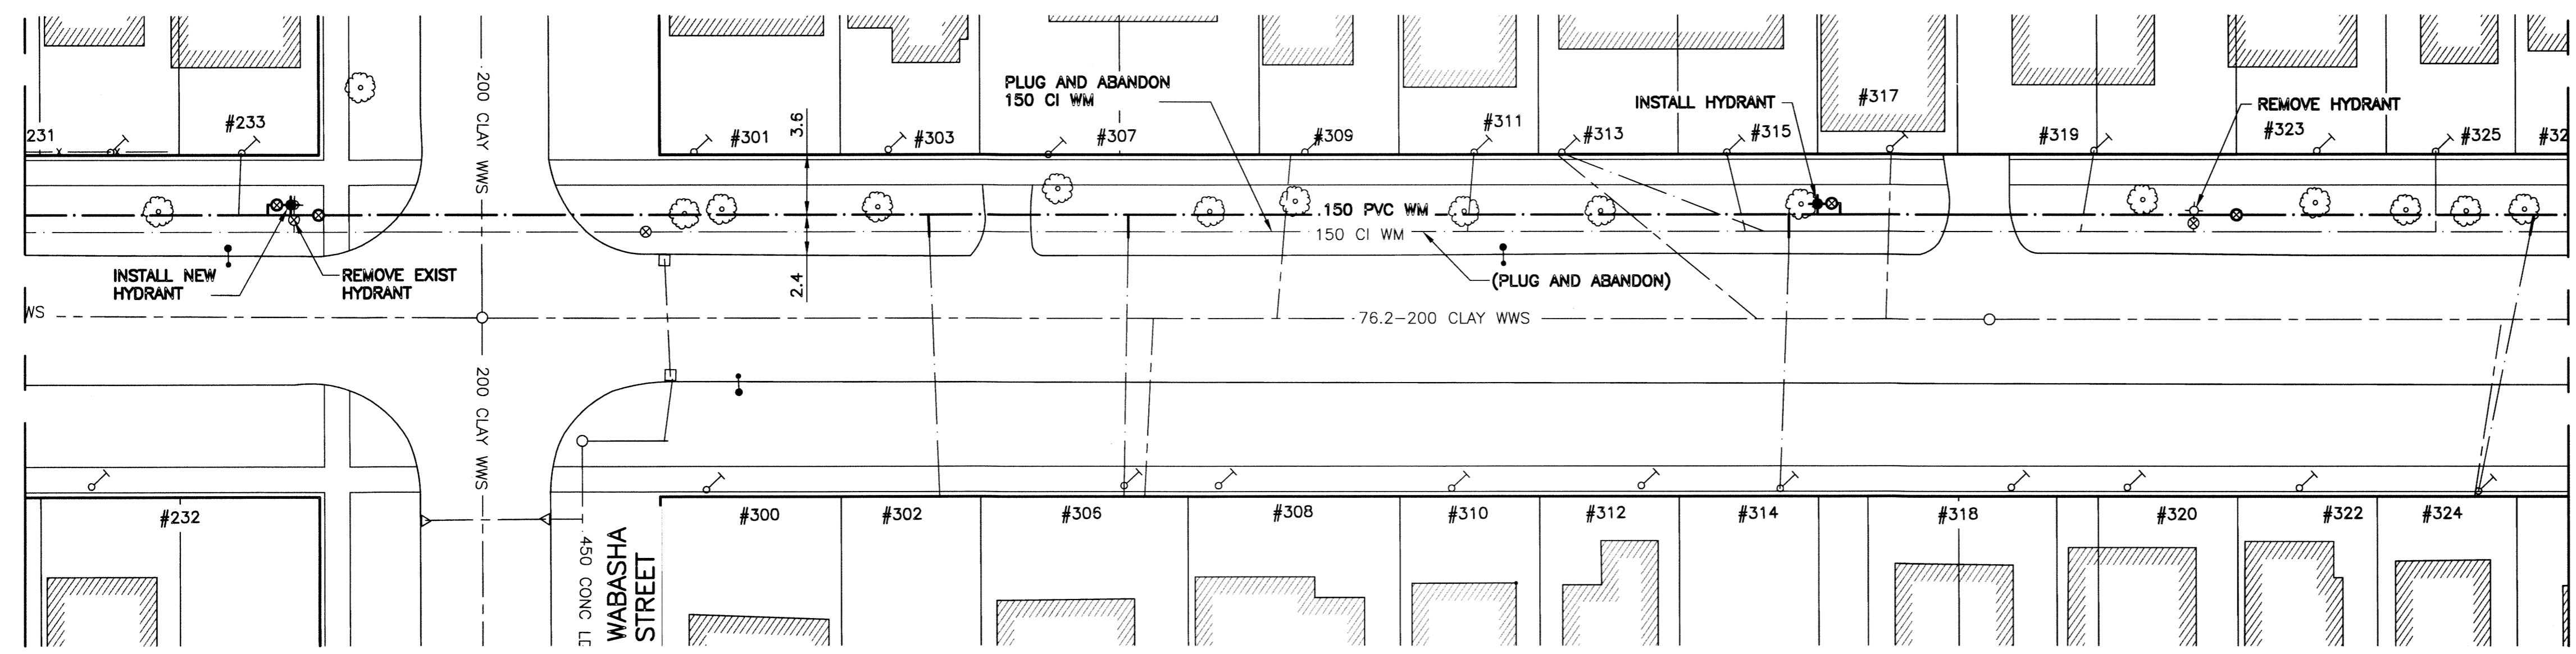 PLUG AND ABANDON
150 CI WM
INSTALL HYDRANT
#317
REMOVE HYDRANT
231
#233
200 CLAY WWS
#301
3.6
#303
#307
#309
#311
#313
#315
#319
#323
#325
#32
150 PVC WM
150 CI WM
INSTALL NEW
HYDRANT
REMOVE EXIST
HYDRANT
2.4
(PLUG AND ABANDON)
WS
76.2-200 CLAY WWS
200 CLAY WWS
#232
#300
#302
#306
#308
#310
#312
#314
#318
#320
#322
#324
450 CONC
WABASHA
STREET